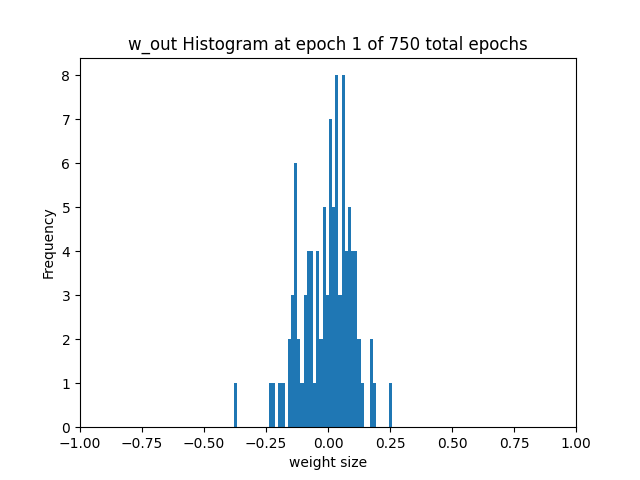 w_out Histogram at epoch 1 of 750 total epochs
8
7
6
5
4
3
2
1
0
Frequency
−1.00 −0.75 −0.50 −0.25 0.00 0.25 0.50 0.75 1.00
weight size